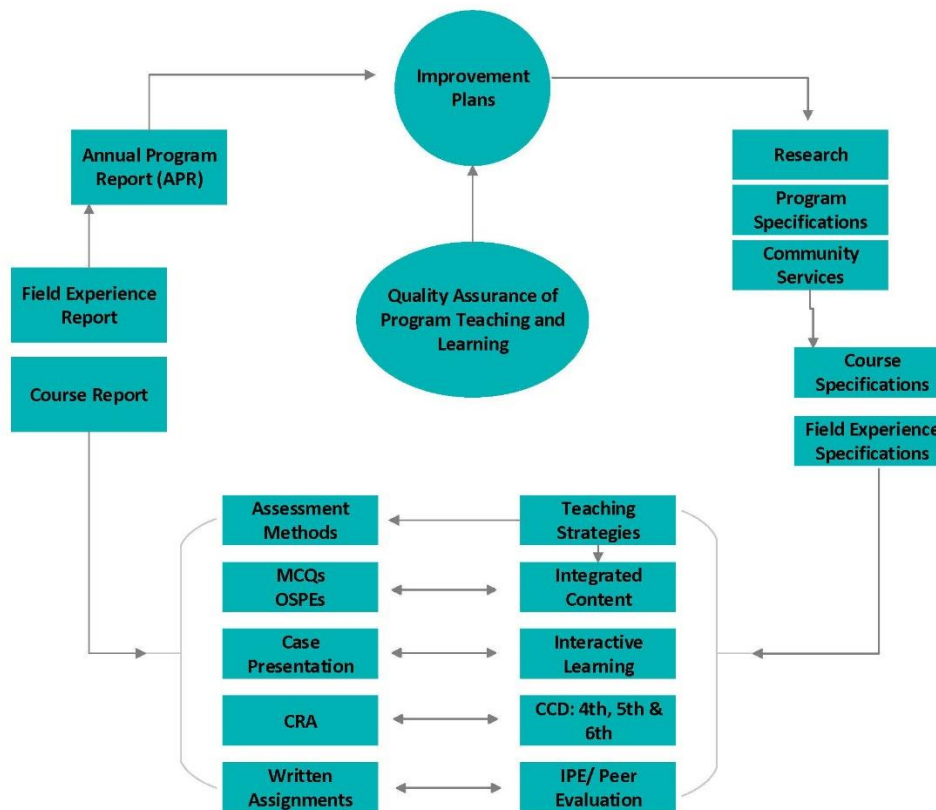 Improvement
Plans
Annual Program
Report (APR)
Research
Program
Specifications
Community
Services
Field Experience
Report
Quality Assurance of
Program Teaching and
Learning
Course Report
Course
Specifications
Field Experience
Specifications
Assessment
Methods
Teaching
Strategies
MCQs
OSPEs
Integrated
Content
Case
Presentation
Interactive
Learning
CRA
CCD: 4th, 5th &
6th
Written
Assignments
IPE/ Peer
Evaluation